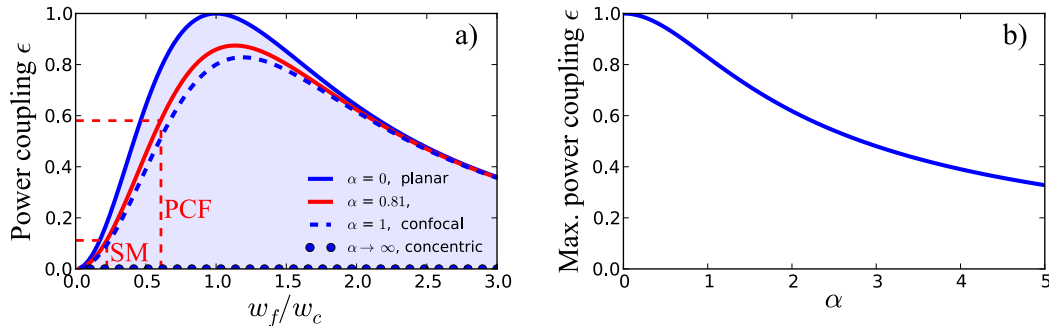 a)
Power coupling ϵ
1.0
0.8
0.6
0.4
0.2
0.0
PCF
SM
α = 0, planar
α = 0.81,
α = 1, confocal
α → ∞, concentric
0.0 0.5 1.0 1.5 2.0 2.5 3.0
w_f/w_c
b)
Max. power coupling ϵ
1.0
0.8
0.6
0.4
0.2
0.0
0 1 2 3 4 5
α